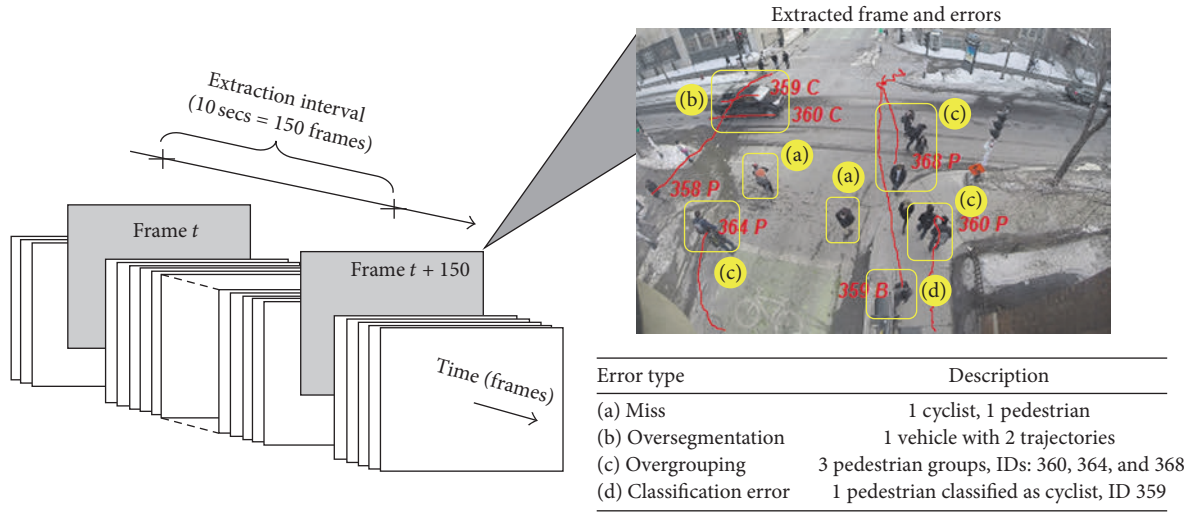 Extracted frame and errors
Extraction interval
(10 secs = 150 frames)
Frame t
Frame t + 150
Time (frames)
(b)
359 C
360 C
(c)
(a)
(a)
368 P
358 P
(c)
364 P
360 P
(c)
359 B
(d)
Error type Description
(a) Miss 1 cyclist, 1 pedestrian
(b) Oversegmentation 1 vehicle with 2 trajectories
(c) Overgrouping 3 pedestrian groups, IDs: 360, 364, and 368
(d) Classification error 1 pedestrian classified as cyclist, ID 359